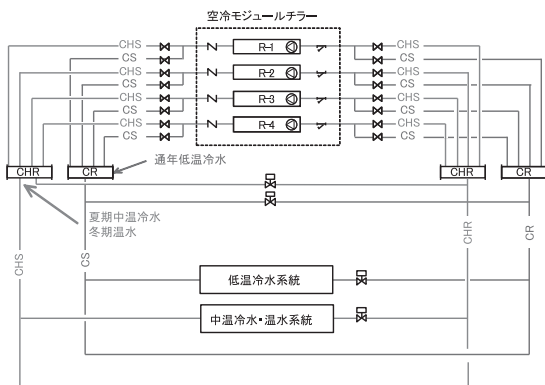 空冷モジュールチラー
CHS
R-1
CHS
CS
CS
CHS
R-2
CHS
CS
CS
CHS
R-3
CHS
CS
CS
CHS
R-4
CHS
CS
CS
通年低温冷水
CHR
CR
CHR
CR
夏期中温冷水
冬期温水
CHS
CS
CHR
CR
低温冷水系統
中温冷水・温水系統